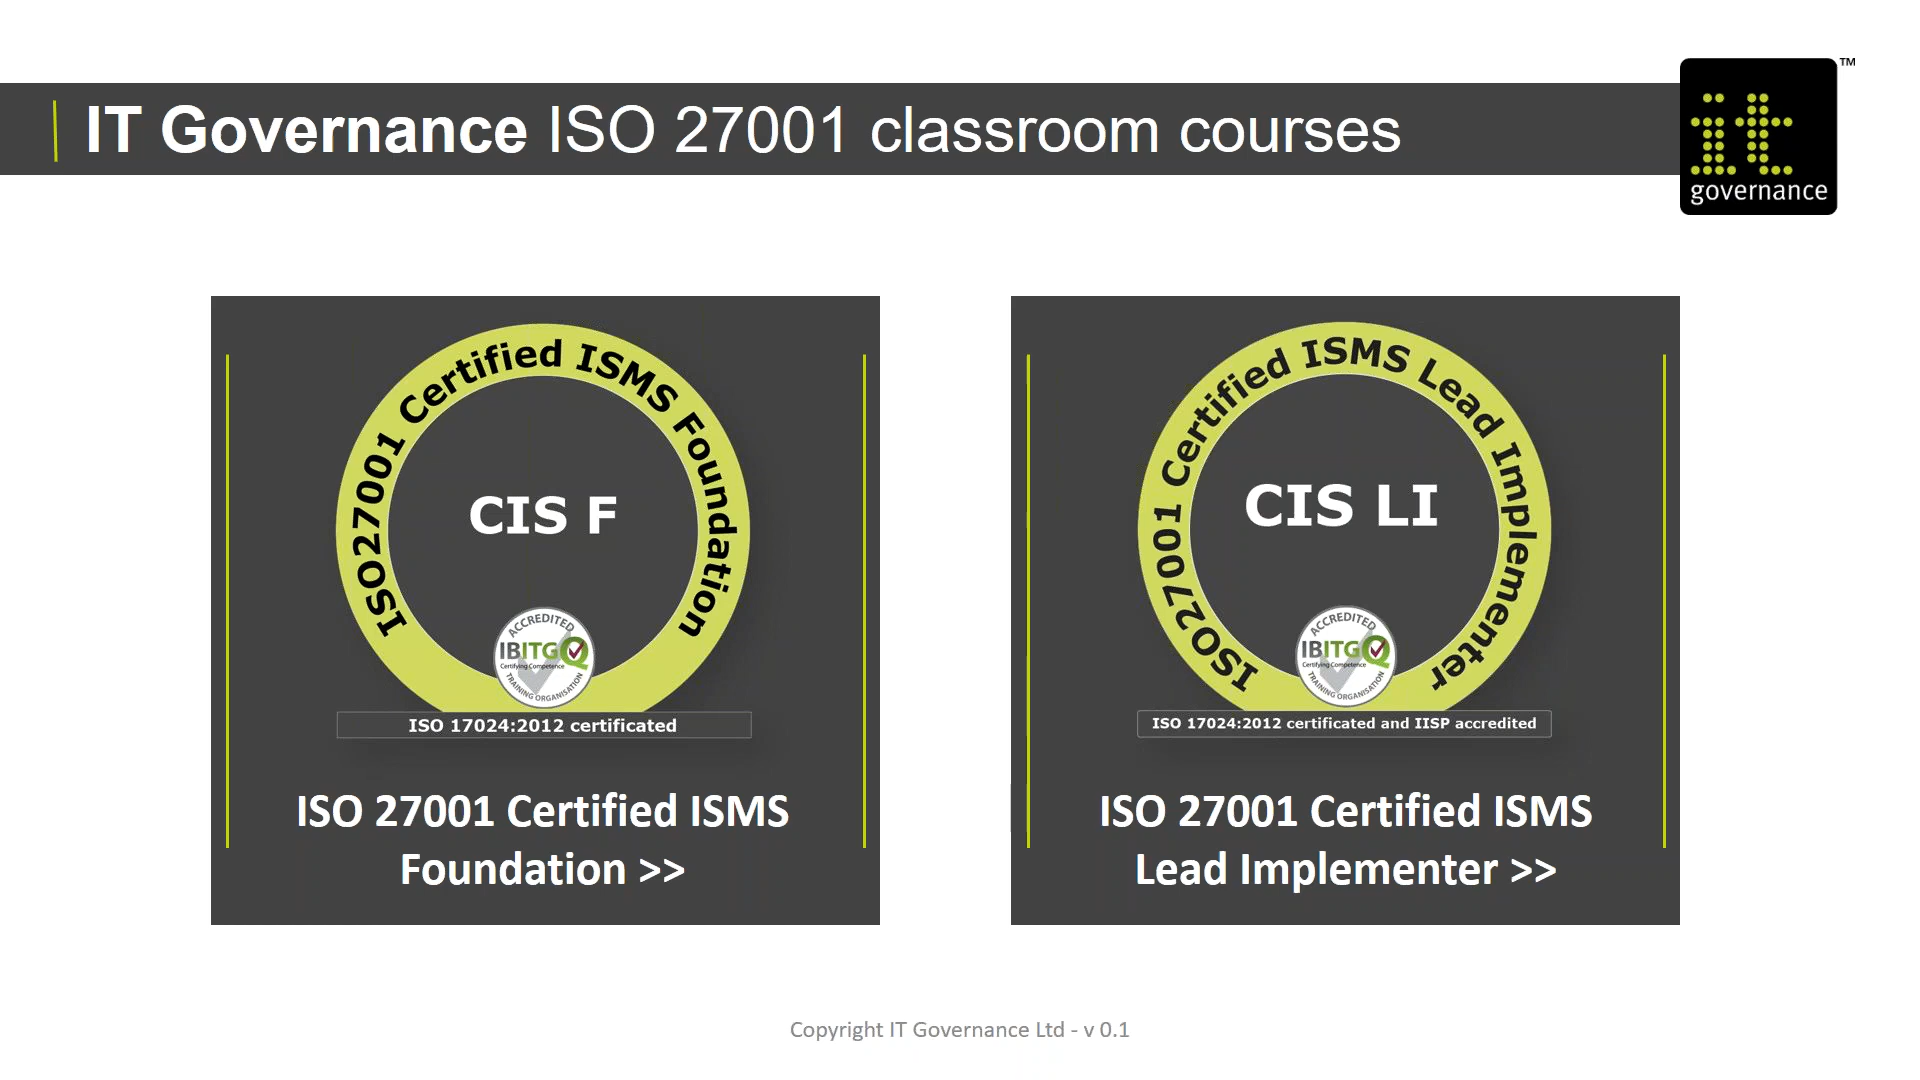 IT Governance ISO 27001 classroom courses
TM
it
governance
ISO27001 Certified ISMS Foundation
CIS F
ACCREDITED
IBITGQ
Certifying Competence
TRAINING ORGANISATION
ISO 17024:2012 certificated
ISO 27001 Certified ISMS
Foundation >>
ISO27001 Certified ISMS Lead Implementer
CIS LI
ACCREDITED
IBITGQ
Certifying Competence
TRAINING ORGANISATION
ISO 17024:2012 certificated and IISP accredited
ISO 27001 Certified ISMS
Lead Implementer >>
Copyright IT Governance Ltd - v 0.1